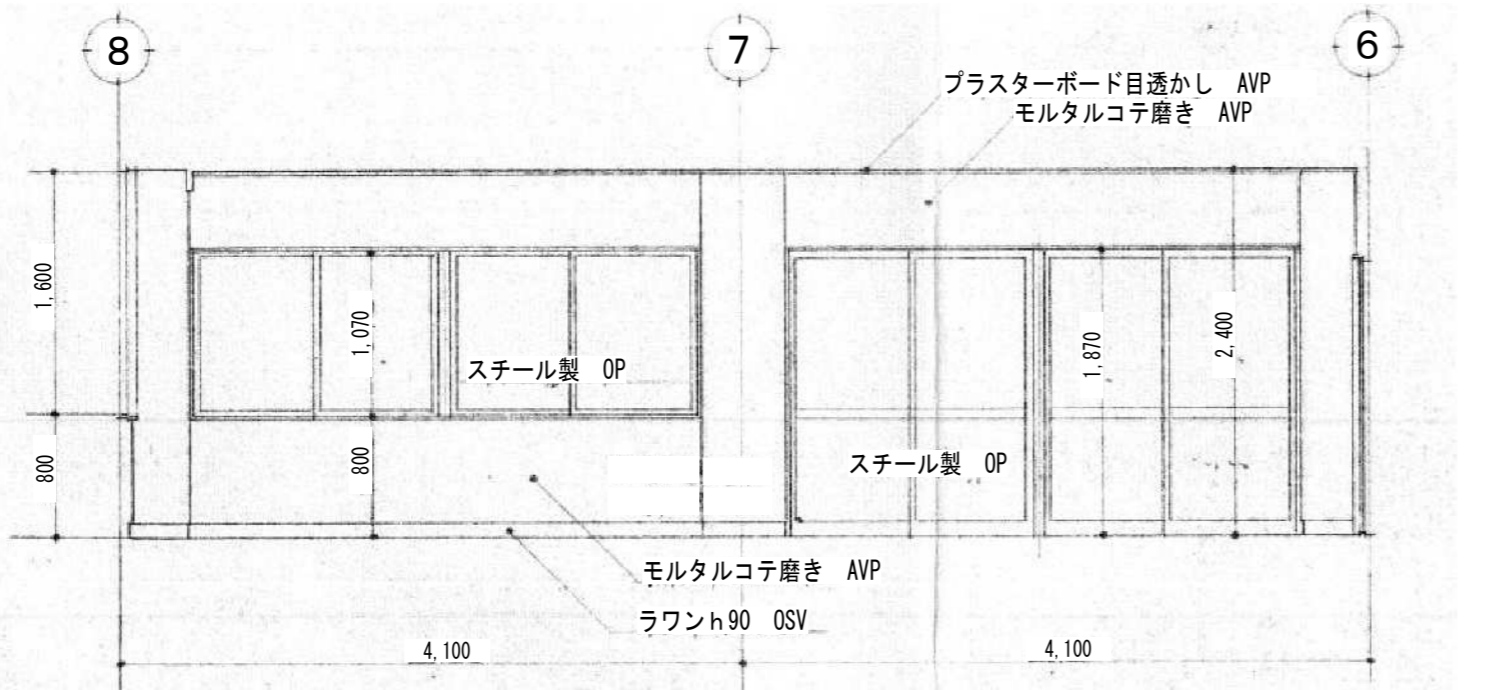 8
7
6
プラスターボード目透かし AVP
モルタルコテ磨き AVP
1,600
1,070
1,870
2,400
スチール製 OP
800
800
スチール製 OP
モルタルコテ磨き AVP
ラワンh90 OSV
4,100
4,100